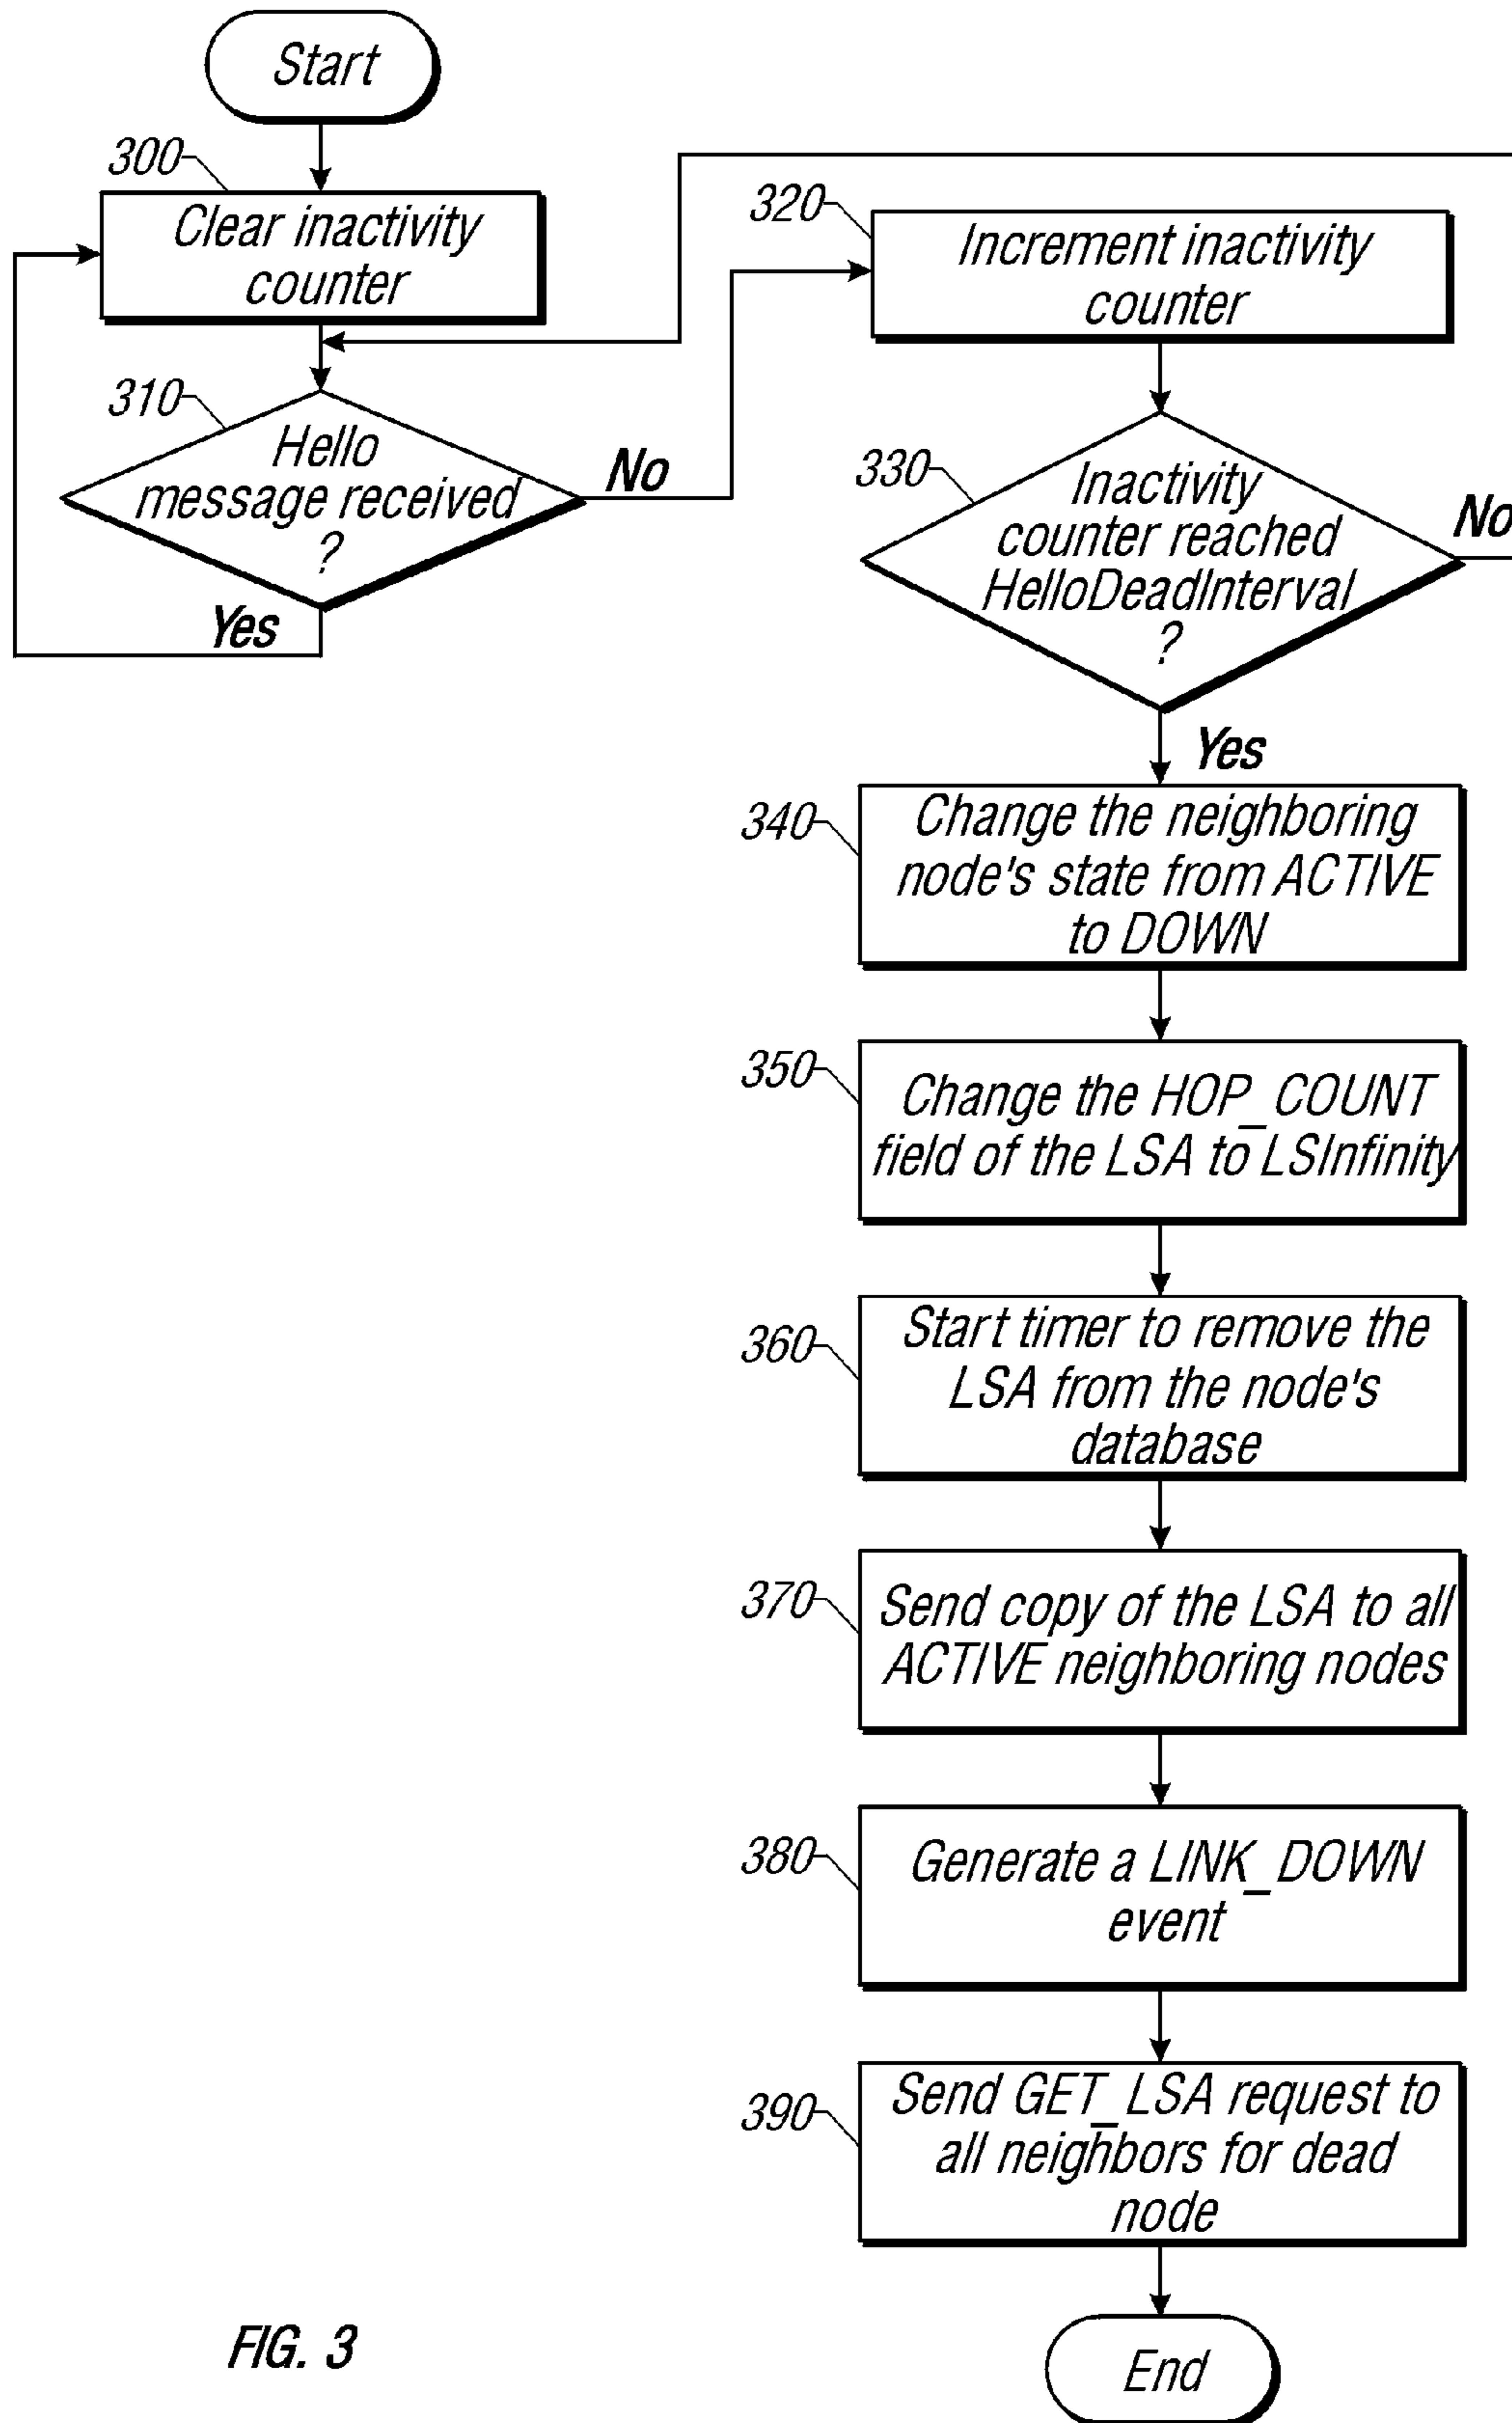 Start
300
Clear inactivity
counter
310
Hello
message received
?
No
Yes
320
Increment inactivity
counter
330
Inactivity
counter reached
HelloDeadInterval
?
No
Yes
340
Change the neighboring
node's state from ACTIVE
to DOWN
350
Change the HOP_COUNT
field of the LSA to LSInfinity
360
Start timer to remove the
LSA from the node's
database
370
Send copy of the LSA to all
ACTIVE neighboring nodes
380
Generate a LINK_DOWN
event
390
Send GET_LSA request to
all neighbors for dead
node
End
FIG. 3